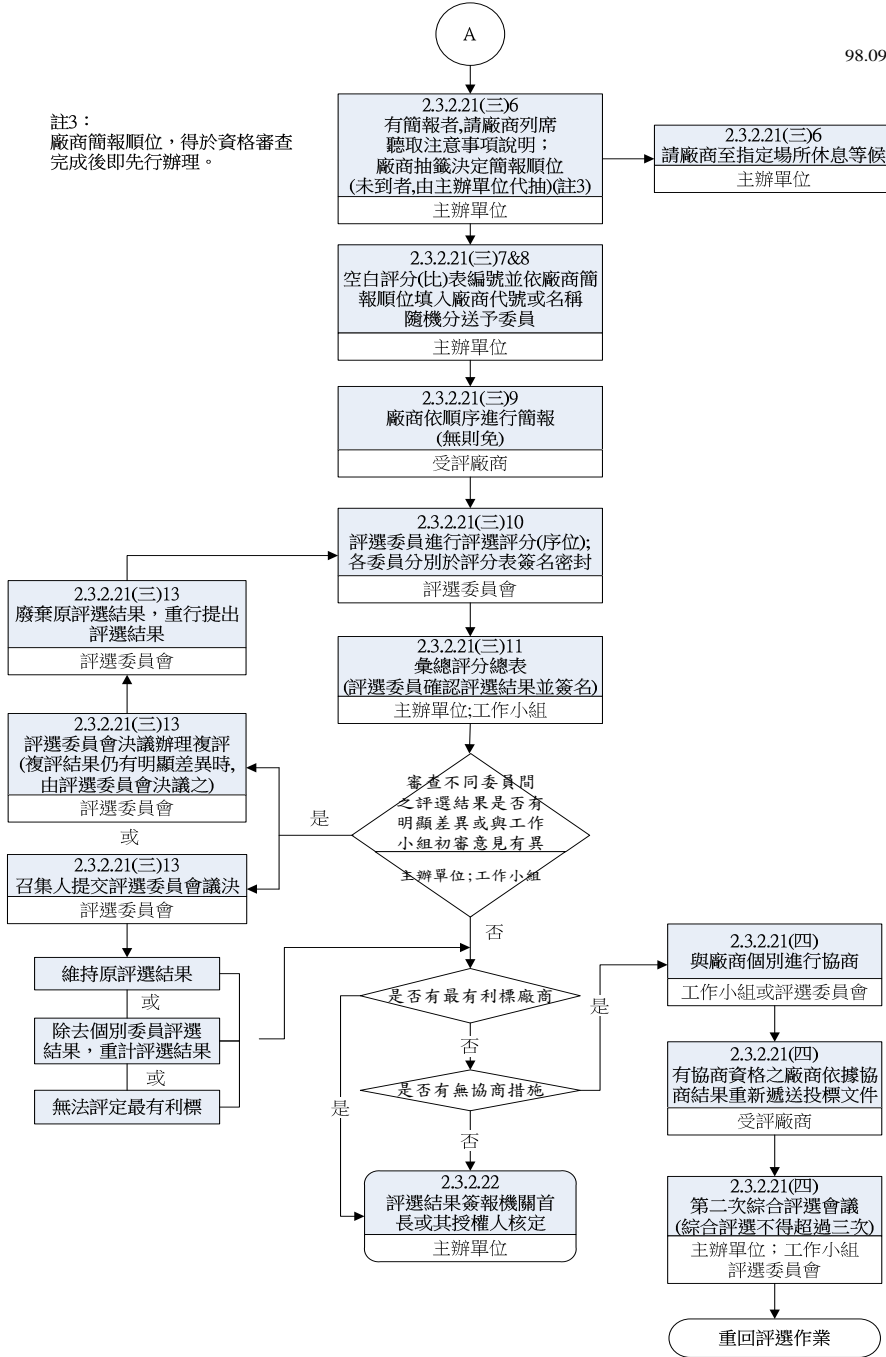 A
98.09
註3：
廠商簡報順位，得於資格審查
完成後即先行辦理。
2.3.2.21(三)6
有簡報者,請廠商列席
聽取注意事項說明；
廠商抽籤決定簡報順位
(未到者,由主辦單位代抽)(註3)
主辦單位
2.3.2.21(三)6
請廠商至指定場所休息等候
主辦單位
2.3.2.21(三)7&8
空白評分(比)表編號並依廠商簡
報順位填入廠商代號或名稱
隨機分送予委員
主辦單位
2.3.2.21(三)9
廠商依順序進行簡報
(無則免)
受評廠商
2.3.2.21(三)10
評選委員進行評選評分(序位);
各委員分別於評分表簽名密封
評選委員會
2.3.2.21(三)13
廢棄原評選結果，重行提出
評選結果
評選委員會
2.3.2.21(三)11
彙總評分總表
(評選委員確認評選結果並簽名)
主辦單位;工作小組
2.3.2.21(三)13
評選委員會決議辦理複評
(複評結果仍有明顯差異時,
由評選委員會決議之)
評選委員會
或
是
審查不同委員間
之評選結果是否有
明顯差異或與工作
小組初審意見有異
主辦單位;工作小組
2.3.2.21(三)13
召集人提交評選委員會議決
評選委員會
否
維持原評選結果
或
除去個別委員評選
結果，重計評選結果
或
無法評定最有利標
是否有最有利標廠商
否
是否有無協商措施
是
是
否
2.3.2.22
評選結果簽報機關首
長或其授權人核定
主辦單位
2.3.2.21(四)
與廠商個別進行協商
工作小組或評選委員會
2.3.2.21(四)
有協商資格之廠商依據協
商結果重新遞送投標文件
受評廠商
2.3.2.21(四)
第二次綜合評選會議
(綜合評選不得超過三次)
主辦單位；工作小組
評選委員會
重回評選作業